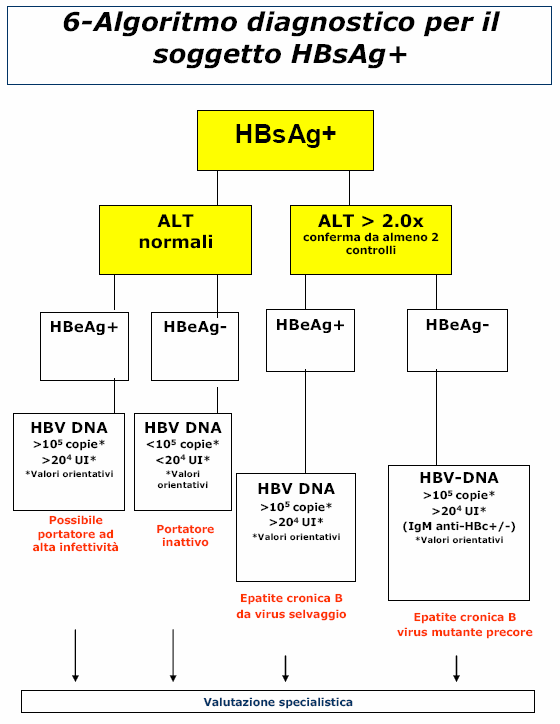 6-Algoritmo diagnostico per il
soggetto HBsAg+
HBsAg+
ALT
normali
ALT > 2.0x
conferma da almeno 2
controlli
HBeAg+
HBeAg-
HBeAg+
HBeAg-
HBV DNA
>10⁵ copie*
>20⁴ UI*
*Valori orientativi
HBV DNA
<10⁵ copie*
<20⁴ UI*
*Valori
orientativi
HBV DNA
>10⁵ copie*
>20⁴ UI*
*Valori orientativi
HBV-DNA
>10⁵ copie*
>20⁴ UI*
(IgM anti-HBc+/-)
*Valori orientativi
Possibile
portatore ad
alta infettività
Portatore
inattivo
Epatite cronica B
da virus selvaggio
Epatite cronica B
virus mutante precore
Valutazione specialistica